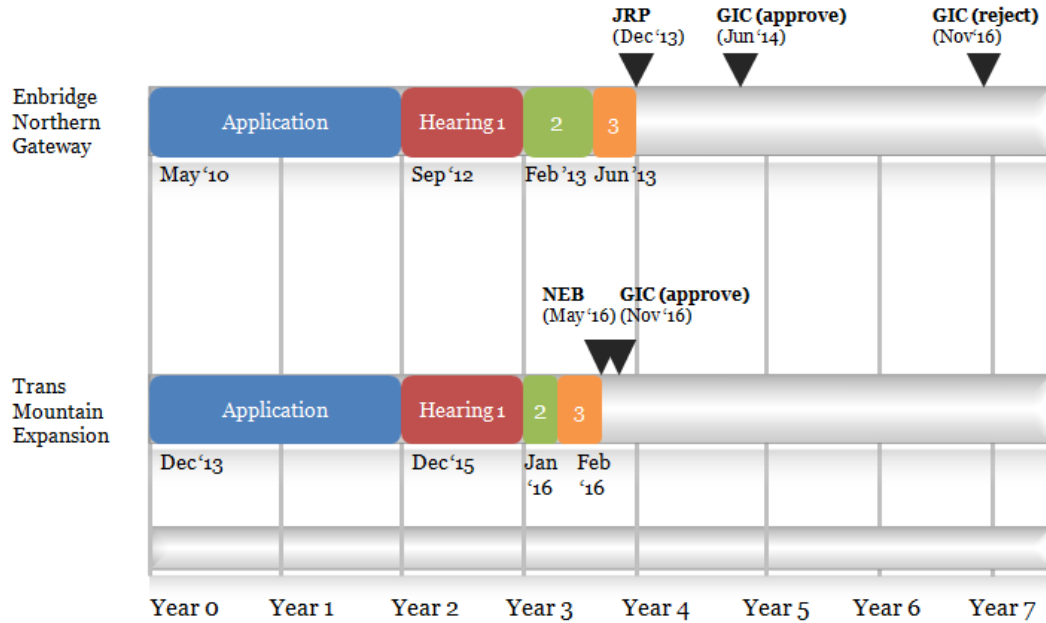 JRP
(Dec ‘13)
GIC (approve)
(Jun ‘14)
GIC (reject)
(Nov ‘16)
Enbridge
Northern
Gateway
Application
Hearing 1
2
3
May ‘10
Sep ‘12
Feb ’13
Jun ’13
NEB
(May ‘16)
GIC (approve)
(Nov ‘16)
Trans
Mountain
Expansion
Application
Hearing 1
2
3
Dec ‘13
Dec ‘15
Jan
‘16
Feb
‘16
Year 0
Year 1
Year 2
Year 3
Year 4
Year 5
Year 6
Year 7